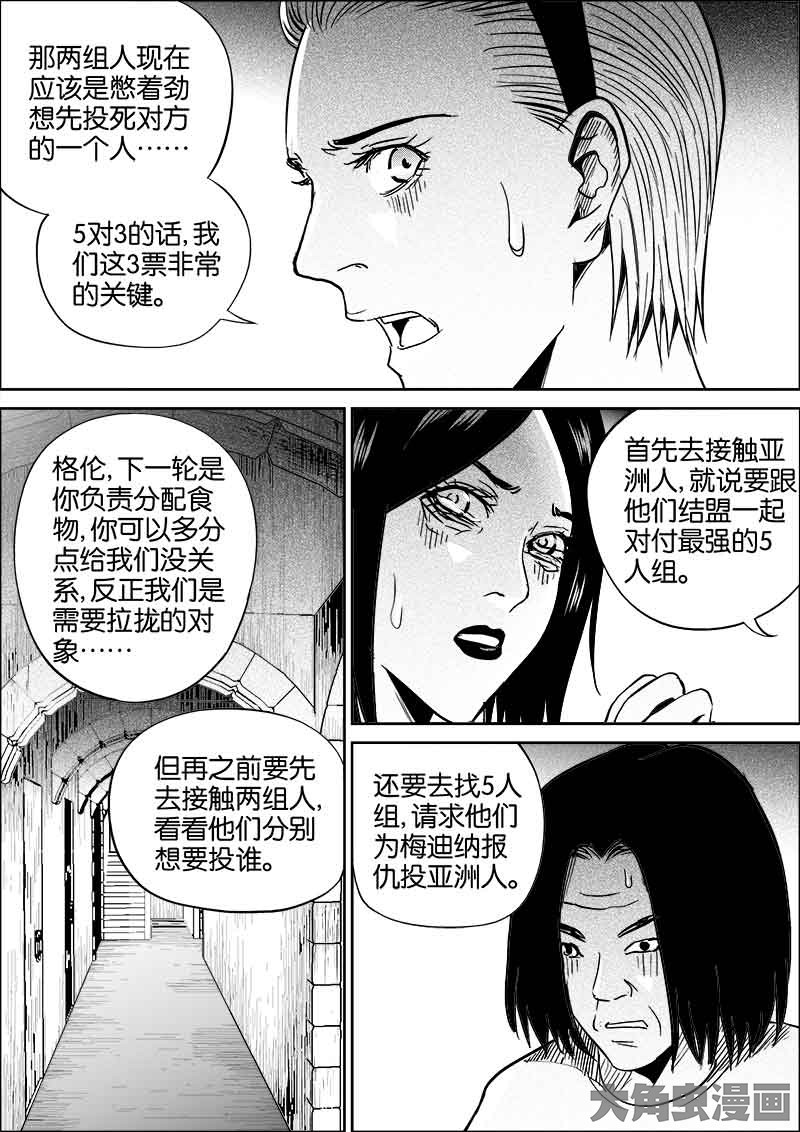 那两组人现在
应该是憋着劲
想先投死对方
的一个人……
5对3的话,我
们这3票非常
的关键。
格伦,下一轮是
你负责分配食
物,你可以多分
点给我们没关
系,反正我们是
需要拉拢的对
象……
但再之前要先
去接触两组人,
看看他们分别
想要投谁。
首先去接触亚
洲人,就说要跟
他们结盟一起
对付最强的5
人组。
还要去找5人
组,请求他们
为梅迪纳报
仇投亚洲人。
大角虫漫画